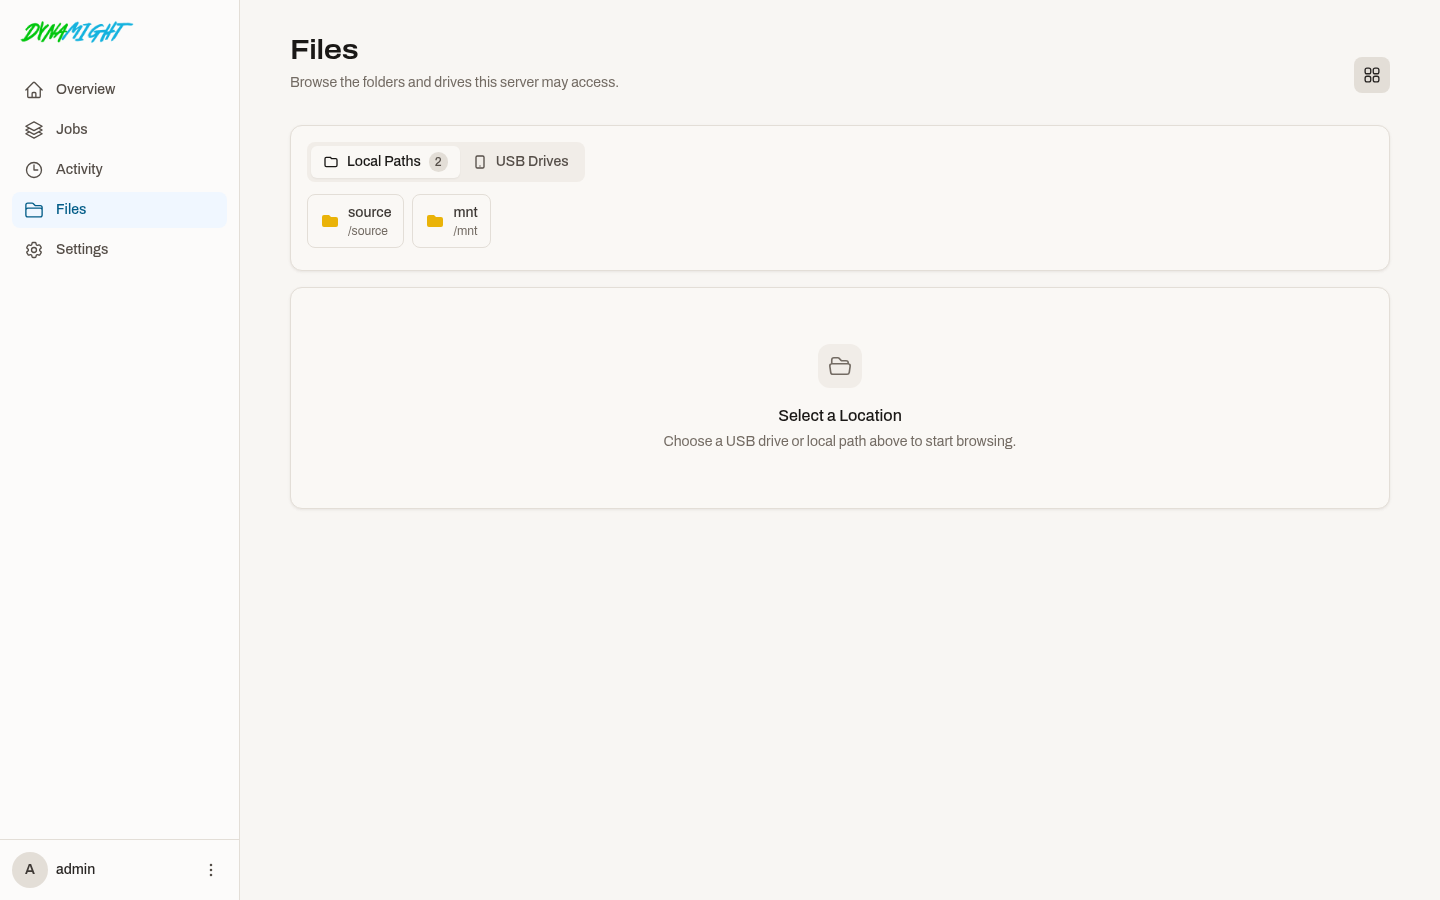 DYNAMIGHT
Overview
Jobs
Activity
Files
Settings
A
admin
Files
Browse the folders and drives this server may access.
Local Paths 2
USB Drives
source
/source
mnt
/mnt
Select a Location
Choose a USB drive or local path above to start browsing.